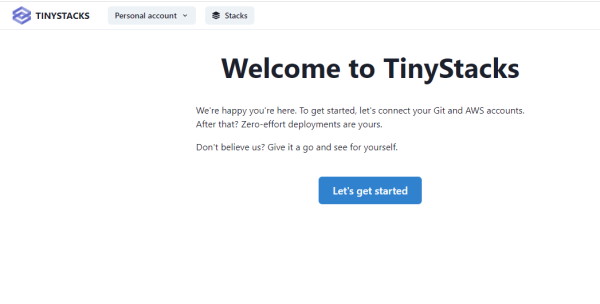 TINYSTACKS Personal account Stacks
Welcome to TinyStacks
We're happy you're here. To get started, let's connect your Git and AWS accounts.
After that? Zero-effort deployments are yours.
Don't believe us? Give it a go and see for yourself.
Let's get started